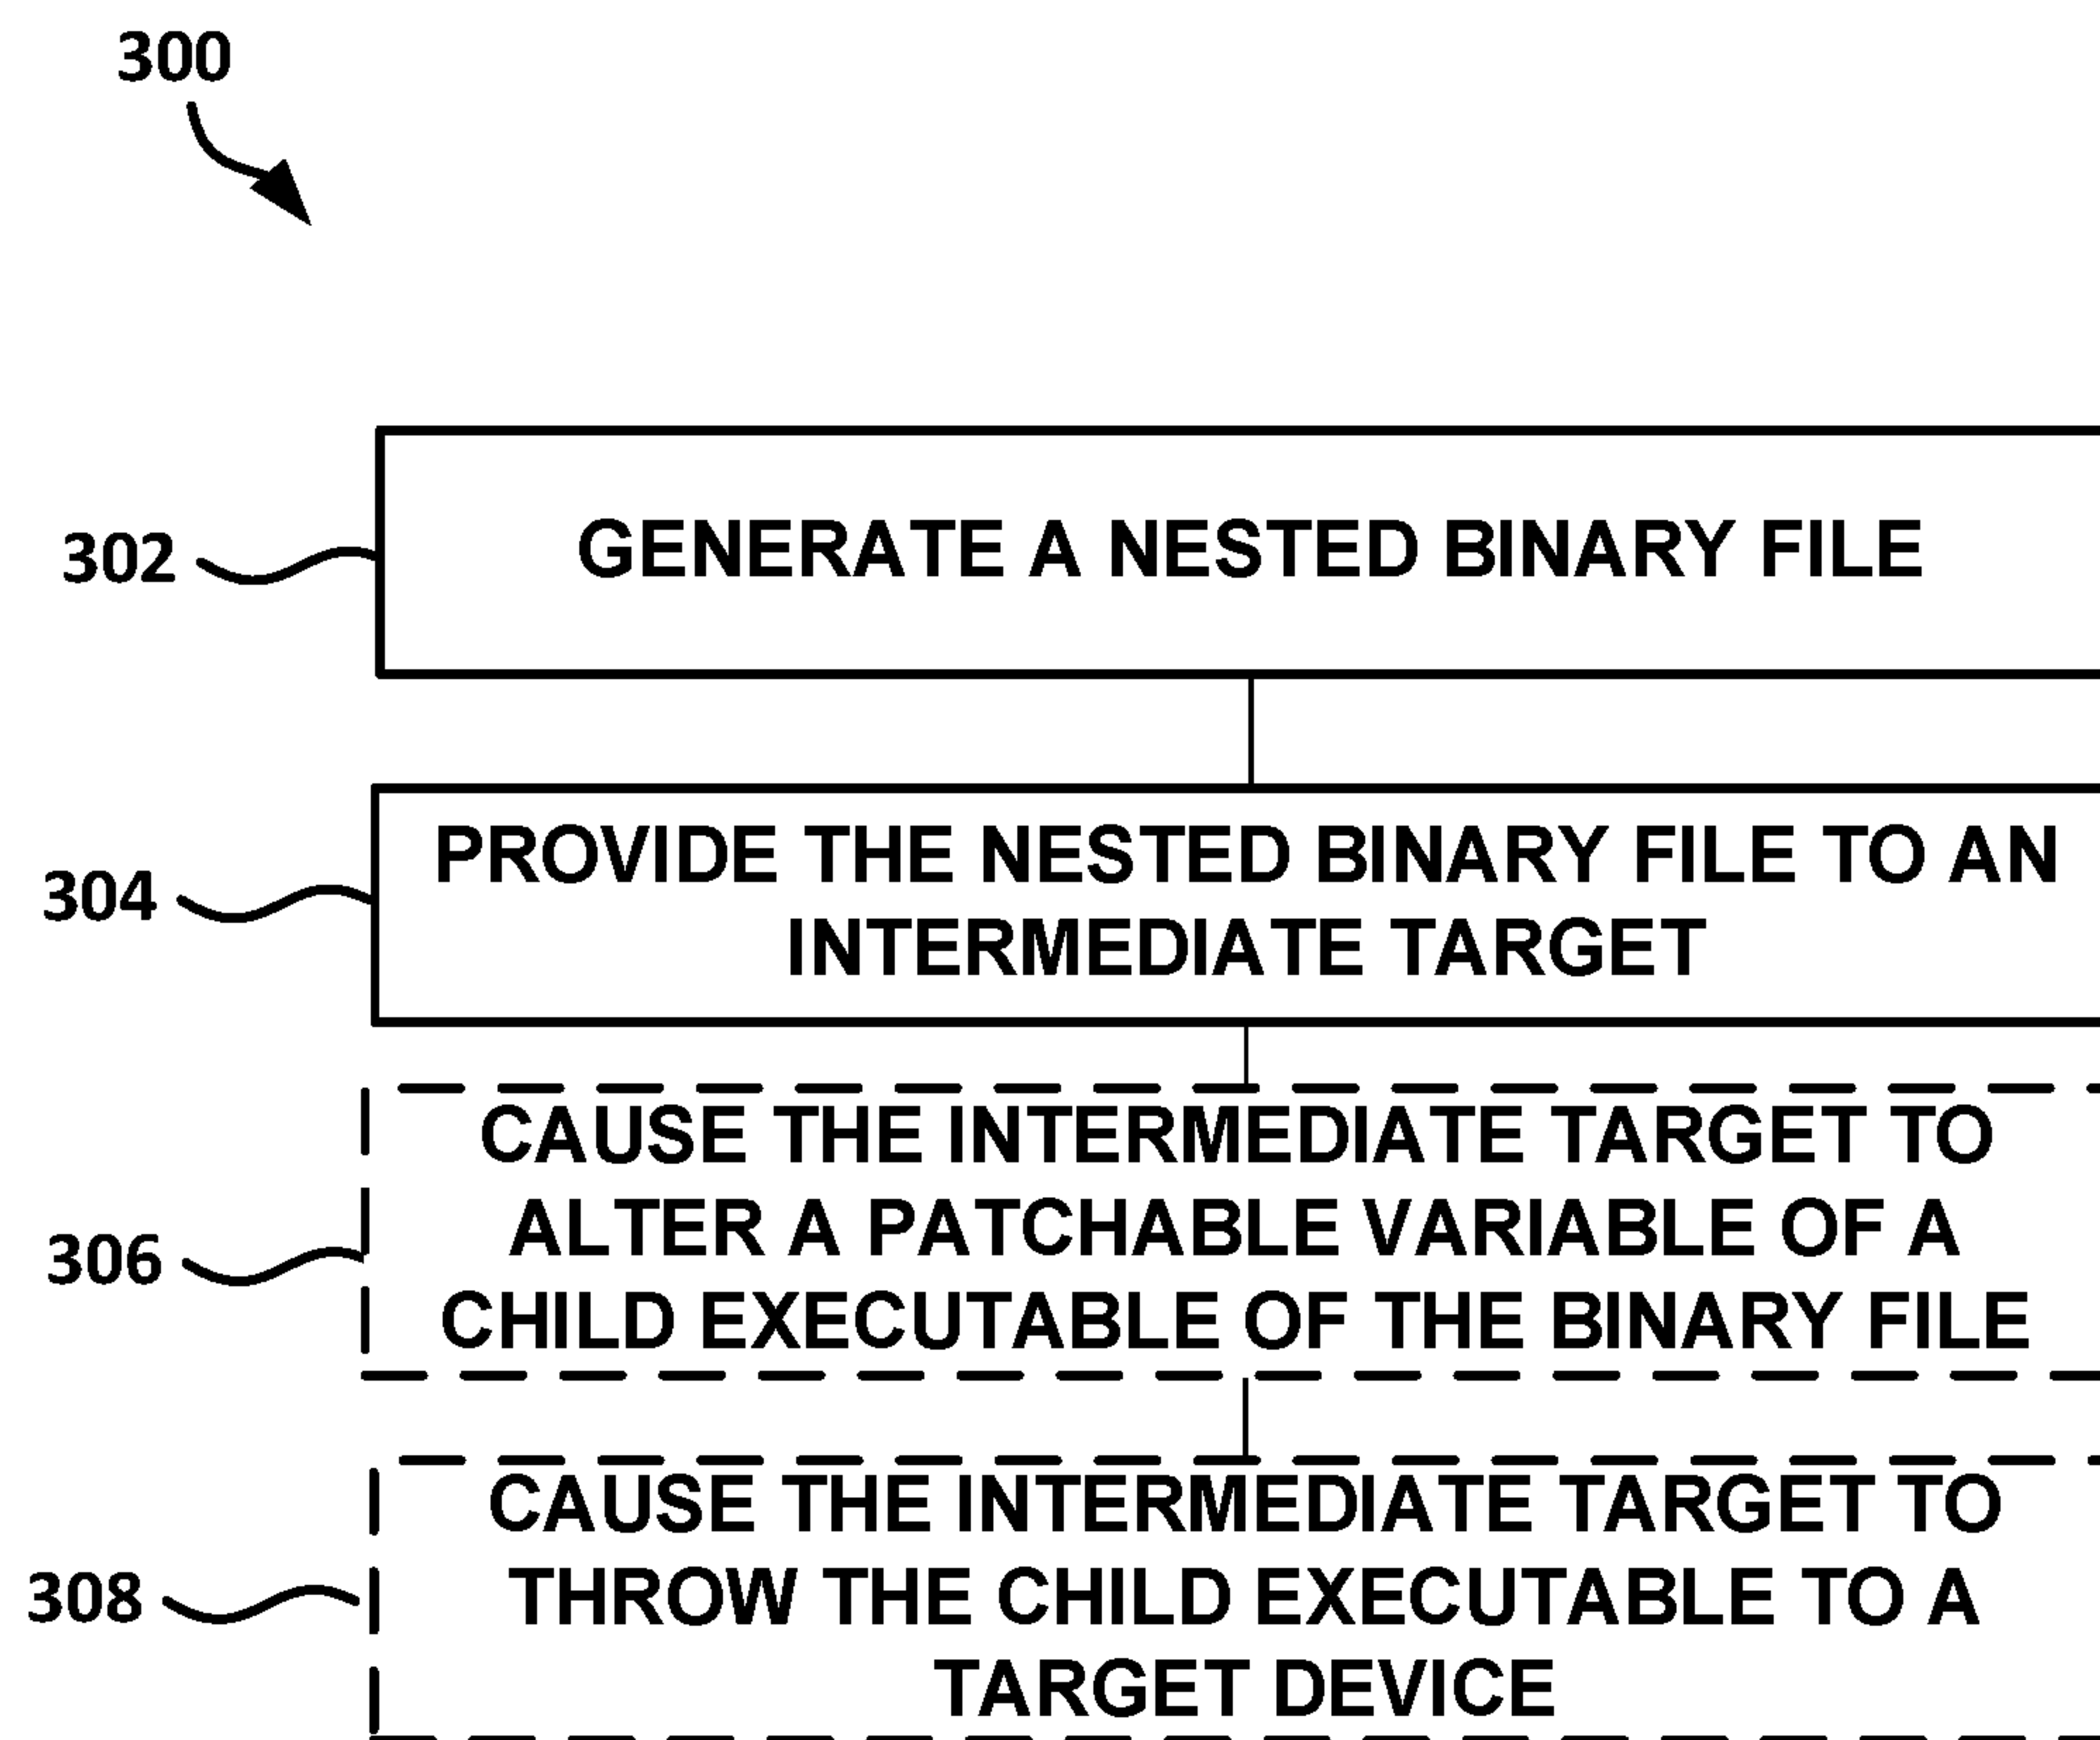 300
302
GENERATE A NESTED BINARY FILE
304
PROVIDE THE NESTED BINARY FILE TO AN
INTERMEDIATE TARGET
306
CAUSE THE INTERMEDIATE TARGET TO
ALTER A PATCHABLE VARIABLE OF A
CHILD EXECUTABLE OF THE BINARY FILE
308
CAUSE THE INTERMEDIATE TARGET TO
THROW THE CHILD EXECUTABLE TO A
TARGET DEVICE